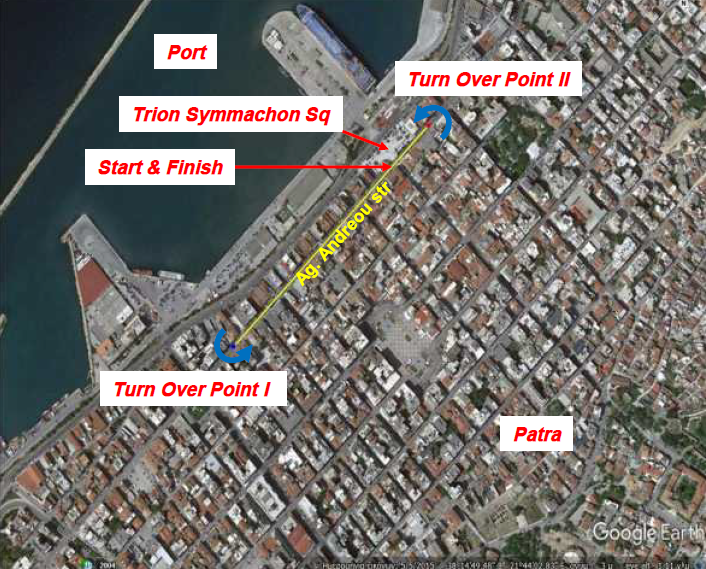 Port
Turn Over Point II
Trion Symmachon Sq
Start & Finish
Ag. Andreou str
Turn Over Point I
Patra
Google Earth
2004